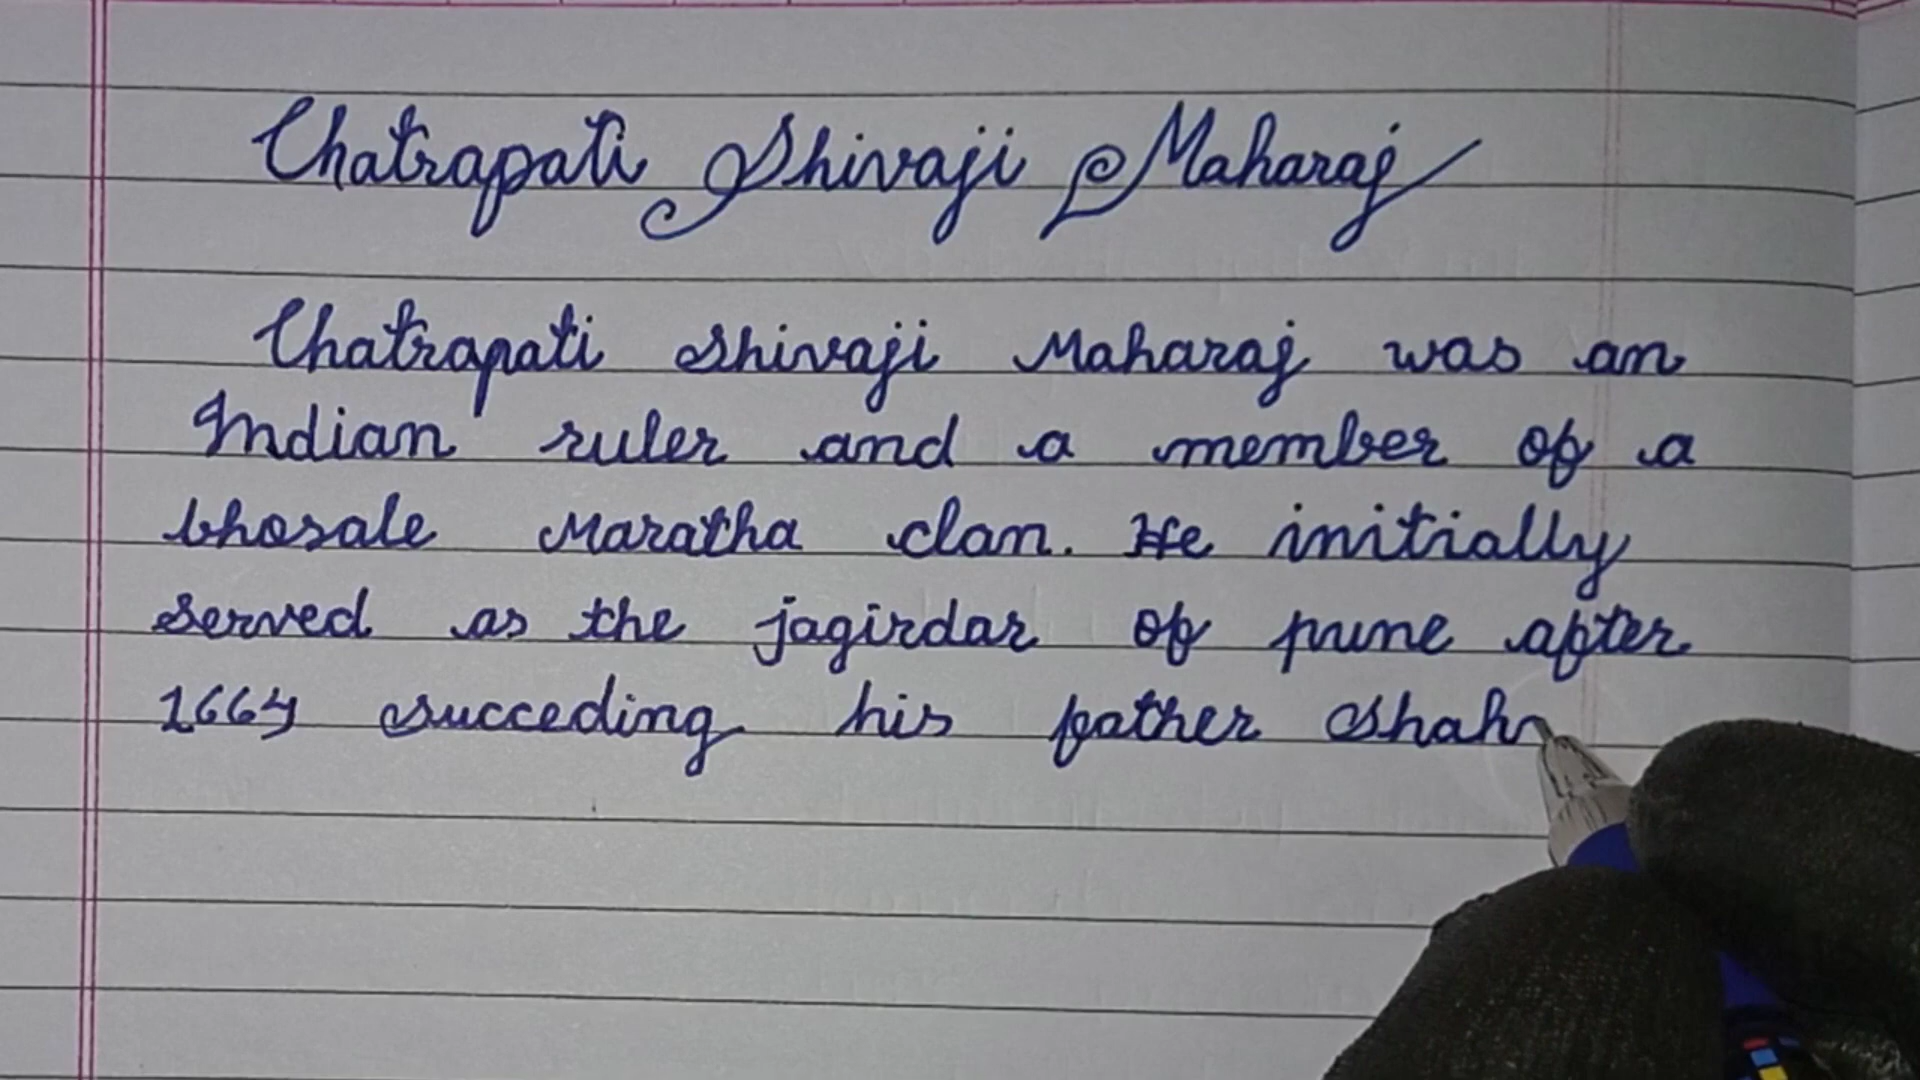 Chatrapati Shivaji Maharaj
Chatrapati Shivaji Maharaj was an
Indian ruler and a member of a
bhosale Maratha clan. He initially
served as the jagirdar of pune after
1664 succeding his father Shah